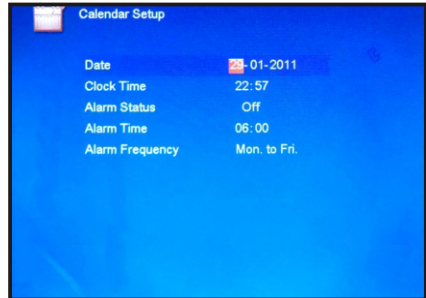 Calendar Setup
Date 29-01-2011
Clock Time 22:57
Alarm Status Off
Alarm Time 06:00
Alarm Frequency Mon. to Fri.